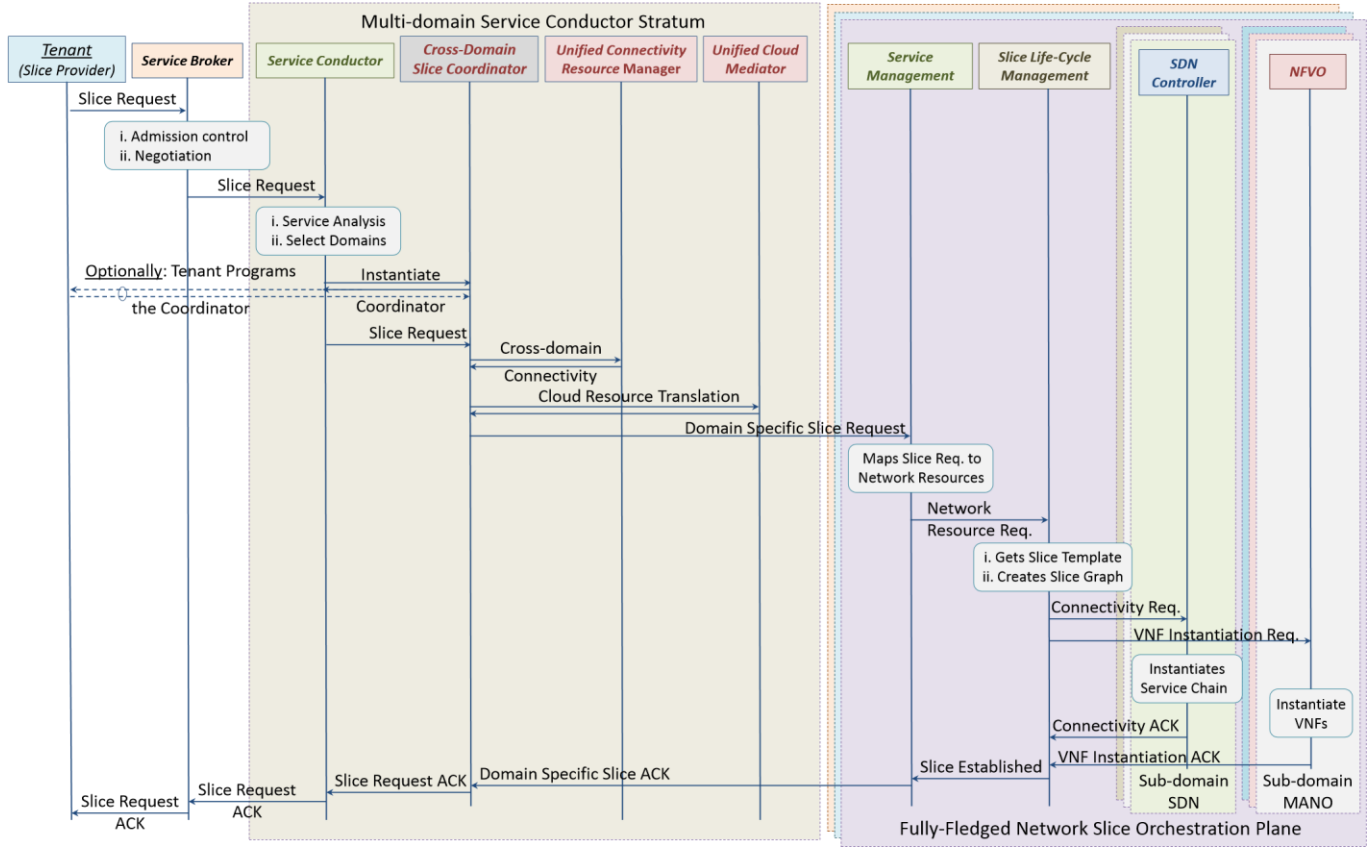 Multi-domain Service Conductor Stratum
Tenant
(Slice Provider)
Service Broker
Service Conductor
Cross-Domain
Slice Coordinator
Unified Connectivity
Resource Manager
Unified Cloud
Mediator
Service
Management
Slice Life-Cycle
Management
SDN
Controller
NFVO
Slice Request
i. Admission control
ii. Negotiation
Slice Request
i. Service Analysis
ii. Select Domains
Optionally: Tenant Programs
the Coordinator
Instantiate
Coordinator
Slice Request
Cross-domain
Connectivity
Cloud Resource Translation
Domain Specific Slice Request
Maps Slice Req. to
Network Resources
Network
Resource Req.
i. Gets Slice Template
ii. Creates Slice Graph
Connectivity Req.
VNF Instantiation Req.
Instantiates
Service Chain
Instantiate
VNFs
Connectivity ACK
VNF Instantiation ACK
Slice Established
Domain Specific Slice ACK
Slice Request ACK
Slice Request
ACK
Slice Request
ACK
Sub-domain
SDN
Sub-domain
MANO
Fully-Fledged Network Slice Orchestration Plane